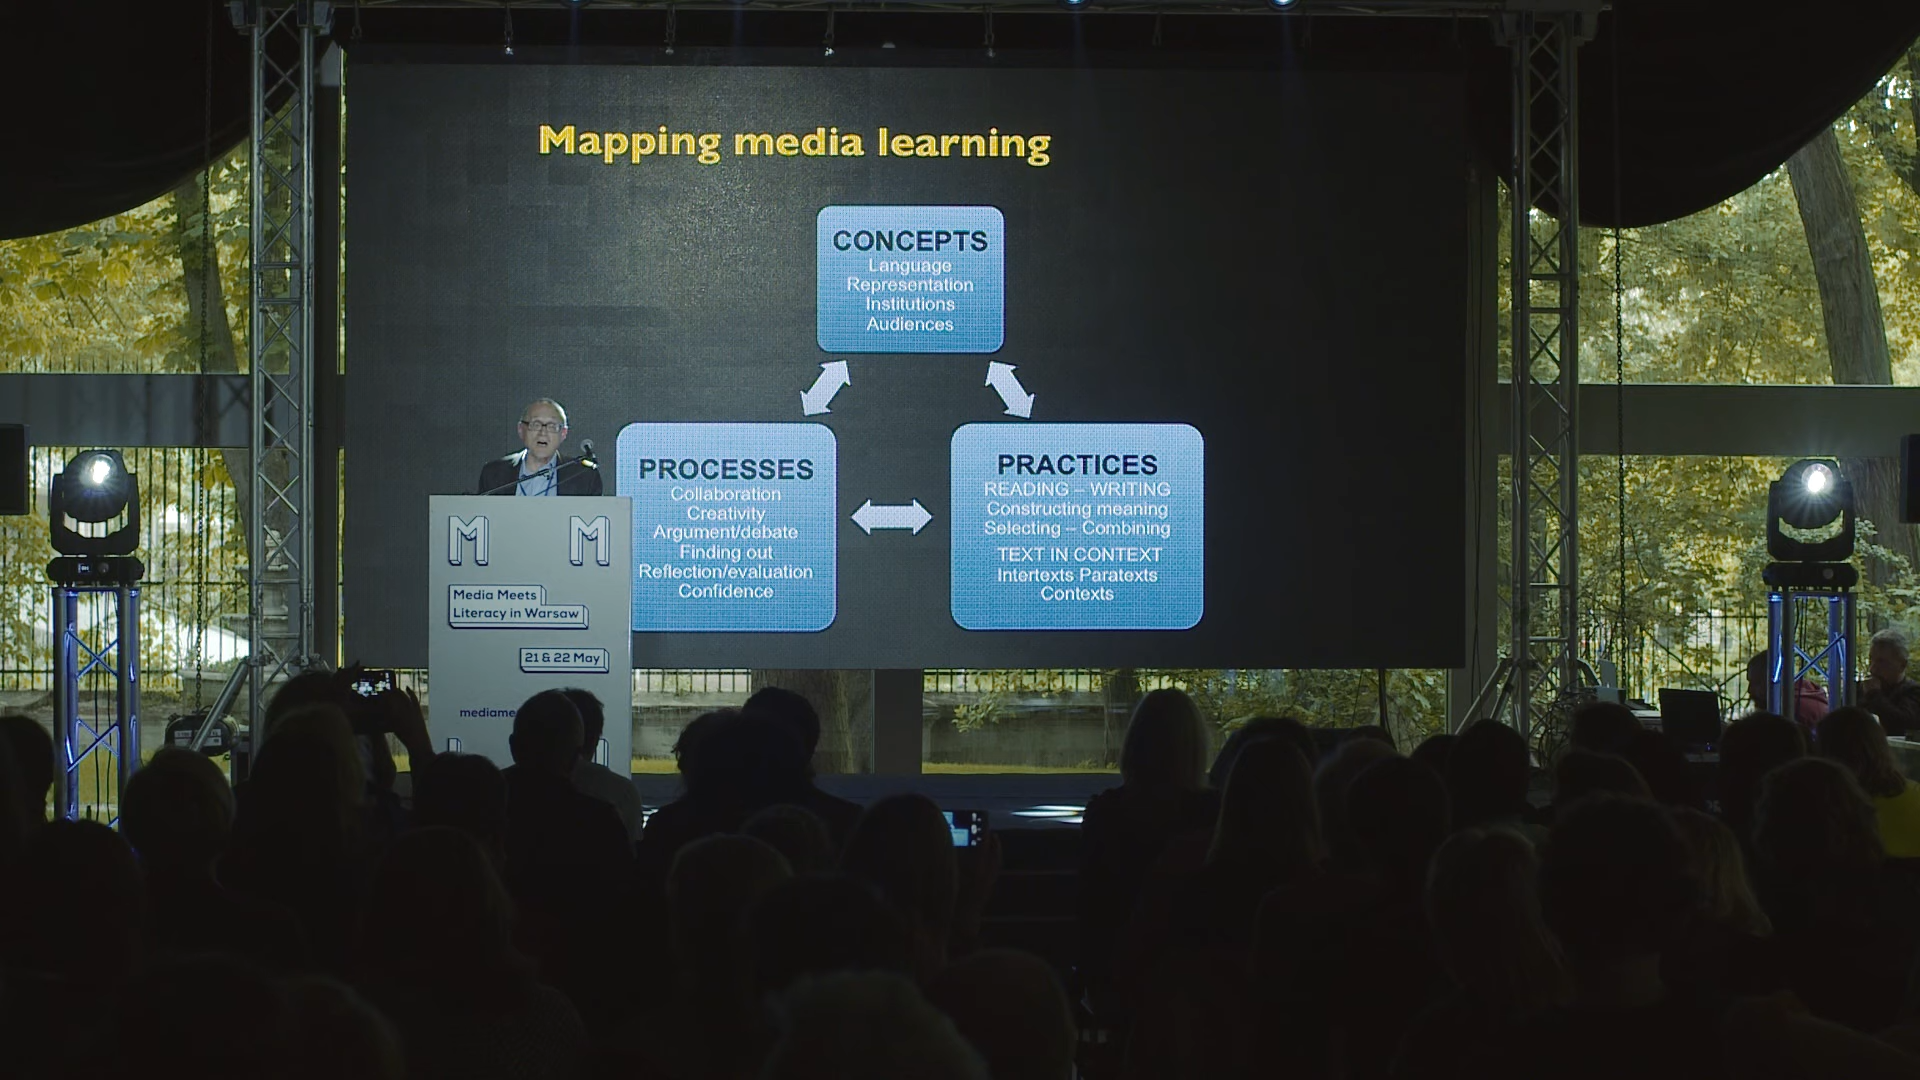 Mapping media learning
CONCEPTS
Language
Representation
Institutions
Audiences
PROCESSES
Collaboration
Creativity
Argument/debate
Finding out
Reflection/evaluation
Confidence
PRACTICES
READING – WRITING
Constructing meaning
Selecting – Combining
TEXT IN CONTEXT
Intertexts Paratexts
Contexts
M M
Media Meets
Literacy in Warsaw
21 & 22 May